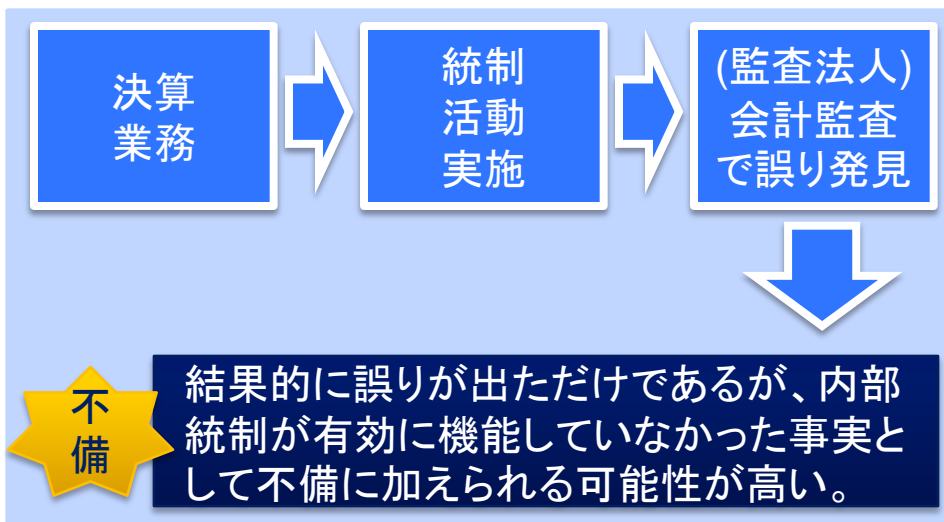 決算
業務
統制
活動
実施
(監査法人)
会計監査
で誤り発見
不
備
結果的に誤りが出ただけであるが、内部
統制が有効に機能していなかった事実と
して不備に加えられる可能性が高い。